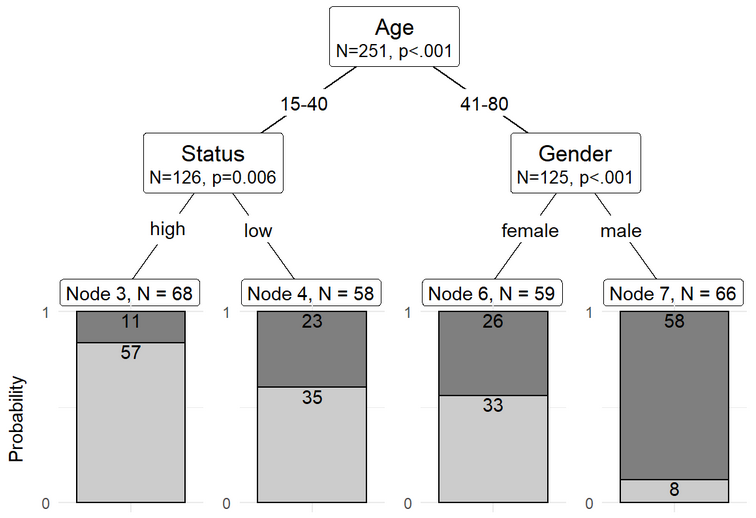 Age
N=251, p<.001
15-40
41-80
Status
N=126, p=0.006
Gender
N=125, p<.001
high
low
female
male
Node 3, N = 68
Node 4, N = 58
Node 6, N = 59
Node 7, N = 66
1
11
57
0
1
23
35
0
1
26
33
0
1
58
8
0
Probability